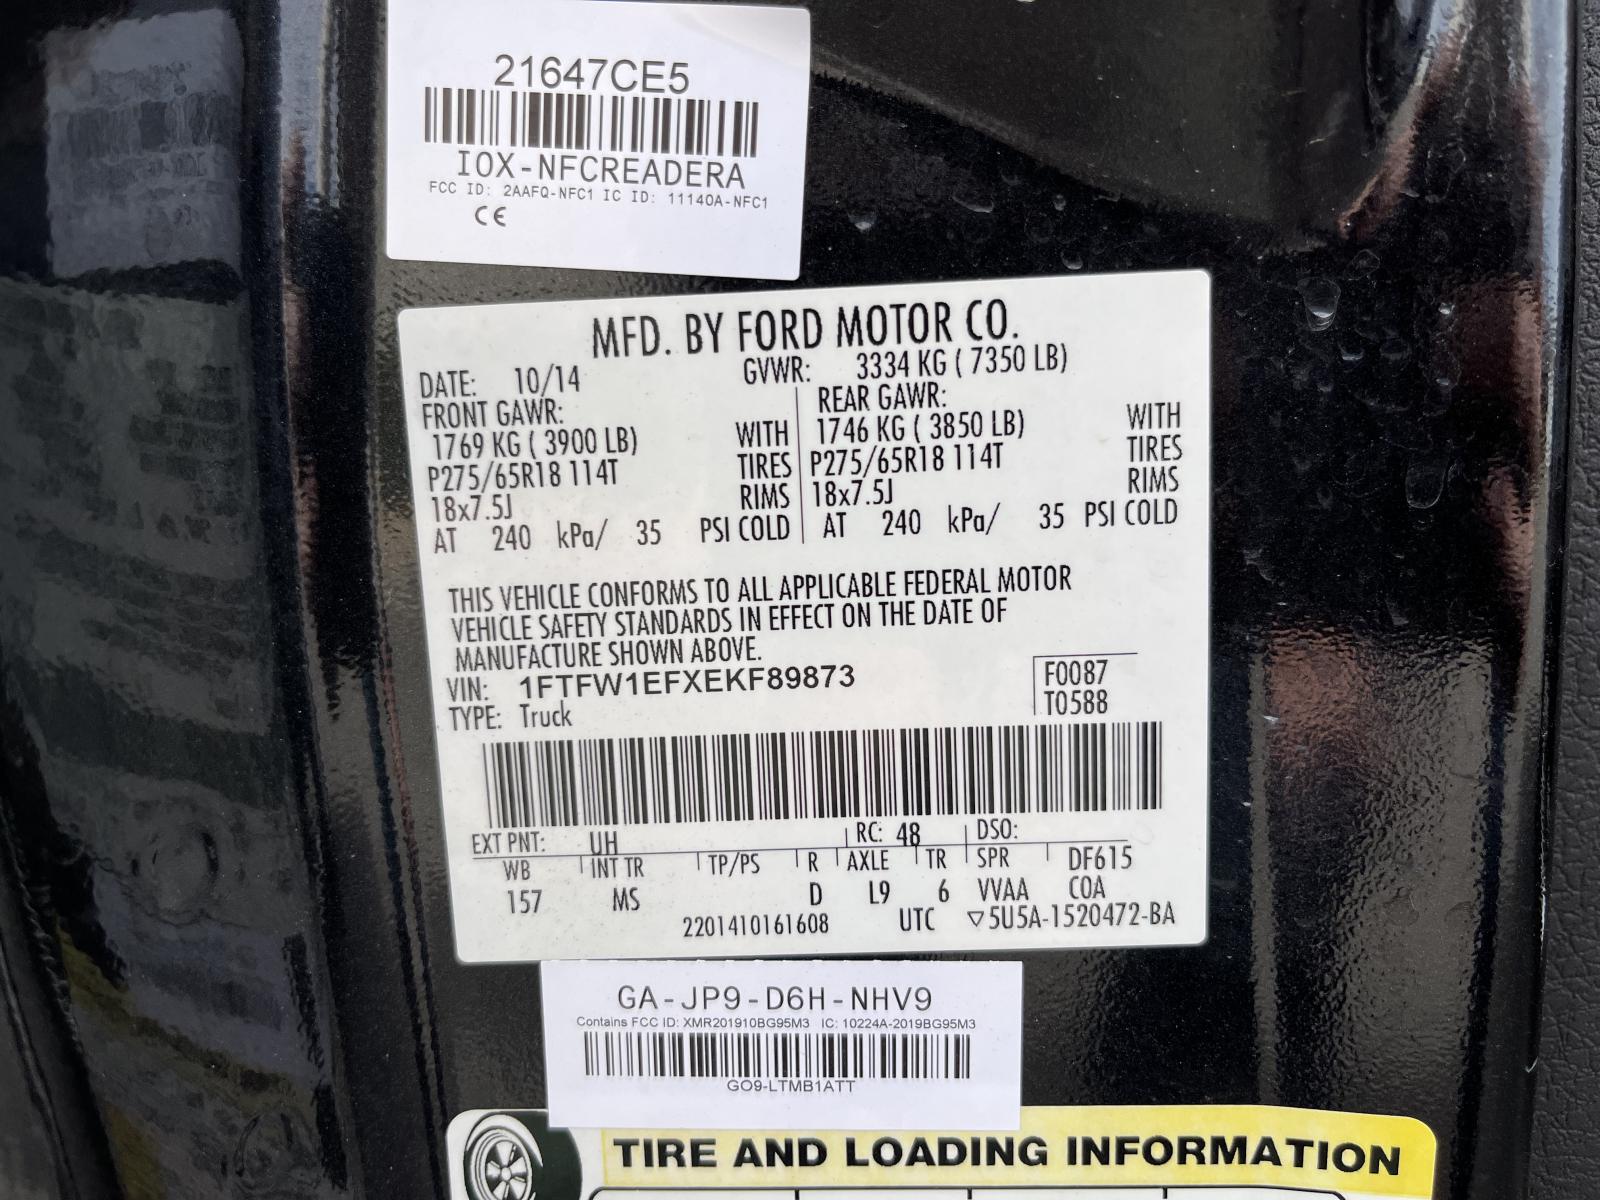 21647CE5
IOX-NFCREADERA
FCC ID: 2AAFQ-NFC1 IC ID: 11140A-NFC1
CE
MFD. BY FORD MOTOR CO.
DATE: 10/14 GVWR: 3334 KG ( 7350 LB)
FRONT GAWR: REAR GAWR:
1769 KG ( 3900 LB) WITH 1746 KG ( 3850 LB) WITH
P275/65R18 114T TIRES P275/65R18 114T TIRES
18x7.5J RIMS 18x7.5J RIMS
AT 240 kPa/ 35 PSI COLD AT 240 kPa/ 35 PSI COLD
THIS VEHICLE CONFORMS TO ALL APPLICABLE FEDERAL MOTOR
VEHICLE SAFETY STANDARDS IN EFFECT ON THE DATE OF
MANUFACTURE SHOWN ABOVE.
VIN: 1FTFW1EFXEKF89873 F0087
TYPE: Truck T0588
EXT PNT: UH RC: 48 DSO:
WB INT TR TP/PS R AXLE TR SPR DF615
157 MS D L9 6 VVAA COA
2201410161608 UTC ▽5U5A-1520472-BA
GA-JP9-D6H-NHV9
Contains FCC ID: XMR201910BG95M3 IC: 10224A-2019BG95M3
GO9-LTMB1ATT
TIRE AND LOADING INFORMATION